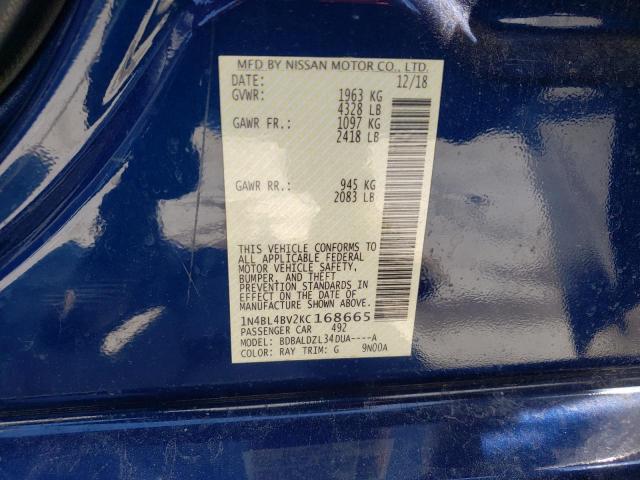 MFD BY NISSAN MOTOR CO., LTD.
DATE: 12/18
GVWR: 1963 KG
4328 LB
GAWR FR.: 1097 KG
2418 LB
GAWR RR.: 945 KG
2083 LB
THIS VEHICLE CONFORMS TO
ALL APPLICABLE FEDERAL
MOTOR VEHICLE SAFETY,
BUMPER, AND THEFT
PREVENTION STANDARDS IN
EFFECT ON THE DATE OF
MANUFACTURE SHOWN ABOVE.
1N4BL4BV2KC168665
PASSENGER CAR 492
MODEL: BDBALDZL34DUA----A
COLOR: RAY TRIM: G 9N00A